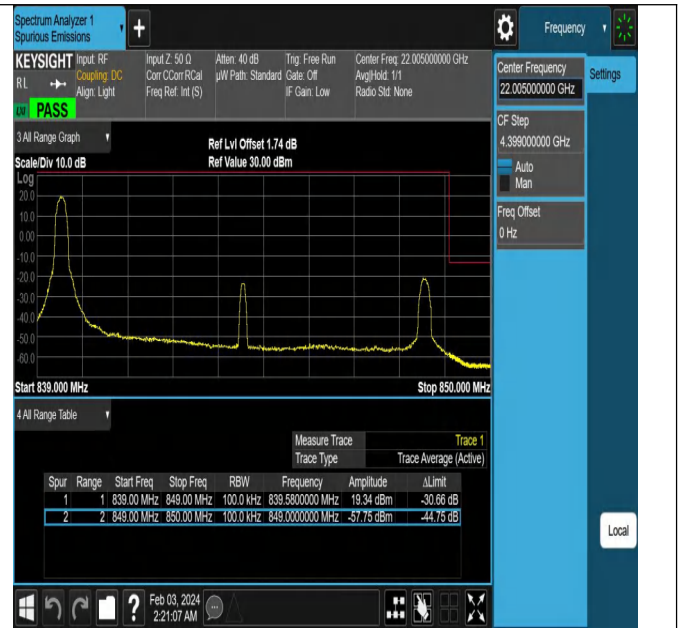 Spectrum Analyzer 1
Spurious Emissions
Frequency
KEYSIGHT
RL
Input: RF
Coupling: DC
Align: Light
Input Z: 50 Ω
Corr CCorr RCal
Freq Ref: Int (S)
Atten: 40 dB
µW Path: Standard
Trig: Free Run
Gate: Off
IF Gain: Low
Center Freq: 22.005000000 GHz
Avg|Hold: 1/1
Radio Std: None
PASS
3 All Range Graph
Scale/Div 10.0 dB
Ref Lvl Offset 1.74 dB
Ref Value 30.00 dBm
Log
20.0
10.0
0.00
-10.0
-20.0
-30.0
-40.0
-50.0
-60.0
Start 839.000 MHz
Stop 850.000 MHz
4 All Range Table
Measure Trace Trace 1
Trace Type Trace Average (Active)
Spur Range Start Freq Stop Freq RBW Frequency Amplitude ΔLimit
1 1 839.00 MHz 849.00 MHz 100.0 kHz 839.5800000 MHz 19.34 dBm -30.66 dB
2 2 849.00 MHz 850.00 MHz 100.0 kHz 849.0000000 MHz -57.75 dBm -44.75 dB
Center Frequency
22.005000000 GHz
Settings
CF Step
4.399000000 GHz
Auto
Man
Freq Offset
0 Hz
Local
?
Feb 03, 2024
2:21:07 AM